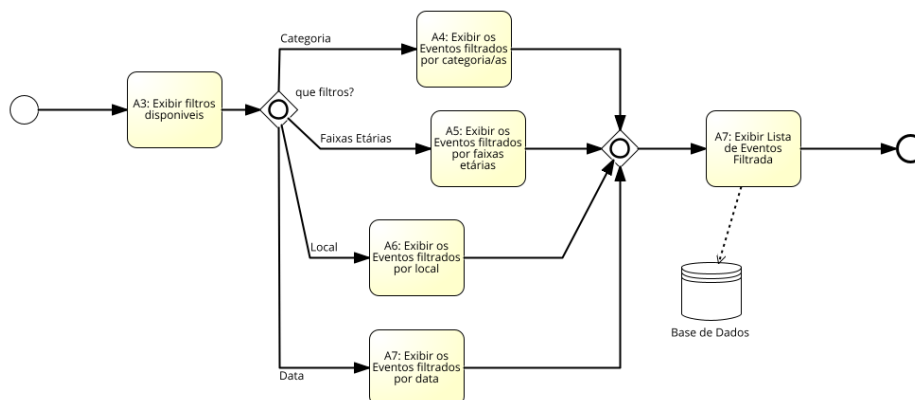 A3: Exibir filtros
disponiveis
que filtros?
Categoria
A4: Exibir os
Eventos filtrados
por categoria/as
Faixas Etárias
A5: Exibir os
Eventos filtrados
por faixas
etárias
Local
A6: Exibir os
Eventos filtrados
por local
Data
A7: Exibir os
Eventos filtrados
por data
A7: Exibir Lista
de Eventos
Filtrada
Base de Dados